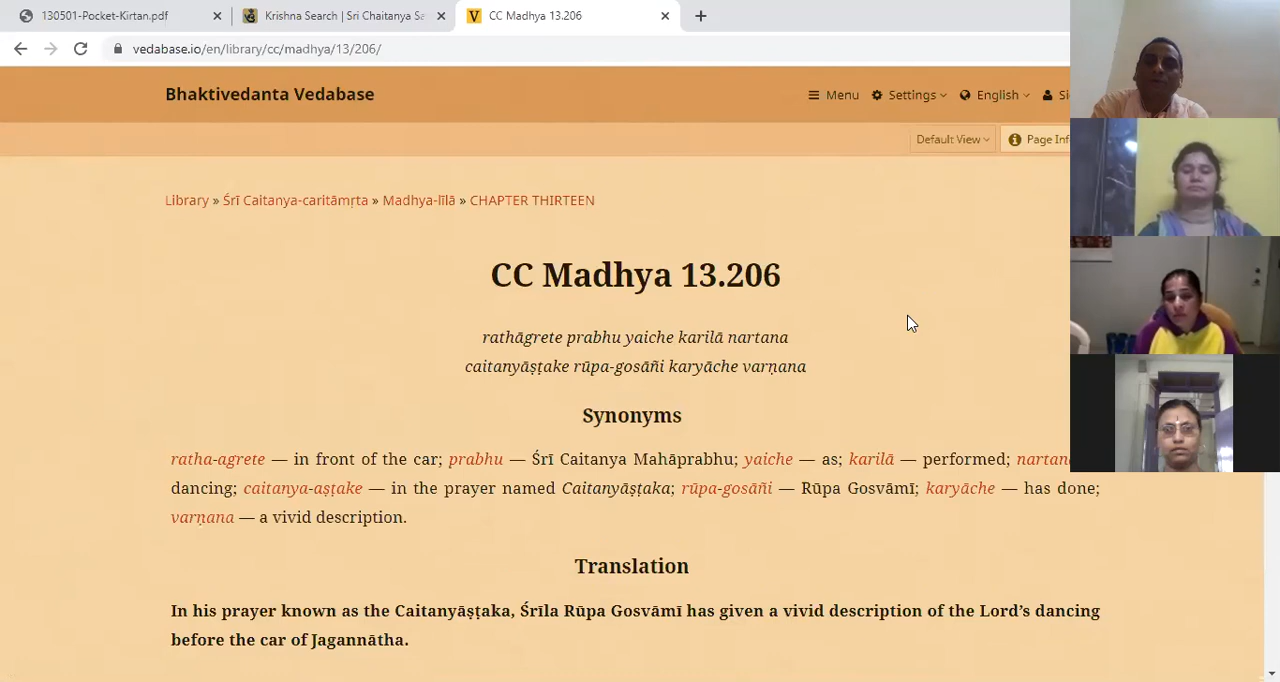 130501-Pocket-Kirtan.pdf
Krishna Search | Sri Chaitanya Sa
CC Madhya 13.206
vedabase.io/en/library/cc/madhya/13/206/
Bhaktivedanta Vedabase
Menu Settings English Si
Default View Page Inf
Library » Śrī Caitanya-caritāmṛta » Madhya-līlā » CHAPTER THIRTEEN
CC Madhya 13.206
rathāgrete prabhu yaiche karilā nartana
caitanyāṣṭake rūpa-gosāñi karyāche varṇana
Synonyms
ratha-agrete — in front of the car; prabhu — Śrī Caitanya Mahāprabhu; yaiche — as; karilā — performed; nartan
dancing; caitanya-aṣṭake — in the prayer named Caitanyāṣṭaka; rūpa-gosāñi — Rūpa Gosvāmī; karyāche — has done;
varṇana — a vivid description.
Translation
In his prayer known as the Caitanyāṣṭaka, Śrīla Rūpa Gosvāmī has given a vivid description of the Lord’s dancing
before the car of Jagannātha.